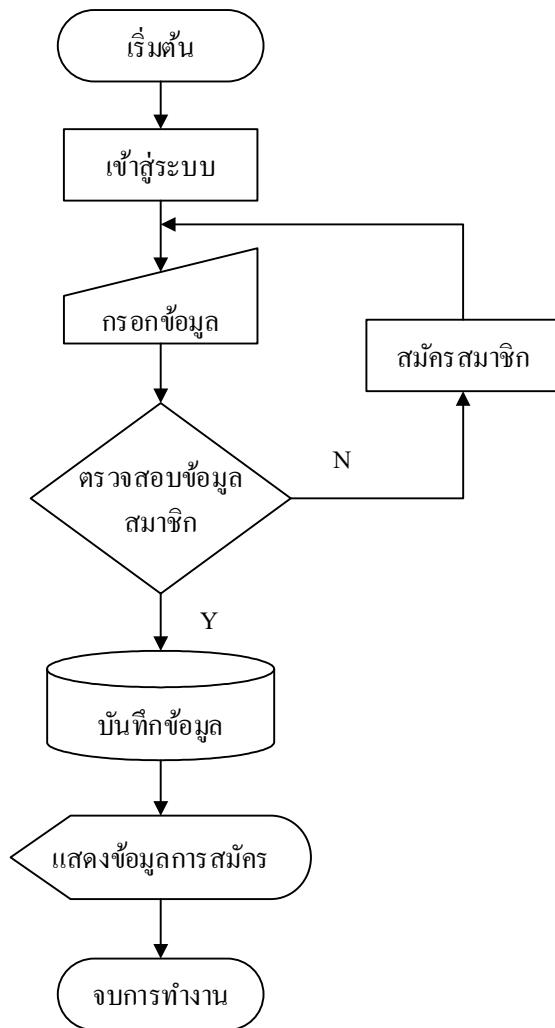 เริ่มต้น
เข้าสู่ระบบ
กรอกข้อมูล
สมัครสมาชิก
ตรวจสอบข้อมูล
สมาชิก
N
Y
บันทึกข้อมูล
แสดงข้อมูลการสมัคร
จบการทำงาน